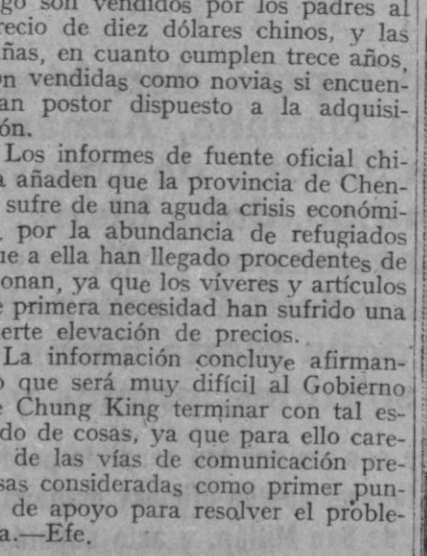 go son vendidos por los padres al
recio de diez dólares chinos, y las
ñas, en cuanto cumplen trece años,
n vendidas como novias si encuen-
an postor dispuesto a la adquisi-
ón.
Los informes de fuente oficial chi-
a añaden que la provincia de Chen-
sufre de una aguda crisis económi-
por la abundancia de refugiados
ue a ella han llegado procedentes de
onan, ya que los víveres y artículos
e primera necesidad han sufrido una
erte elevación de precios.
La información concluye afirman-
o que será muy difícil al Gobierno
e Chung King terminar con tal es-
do de cosas, ya que para ello care-
de las vías de comunicación pre-
sas consideradas como primer pun-
de apoyo para resolver el proble-
a.—Efe.